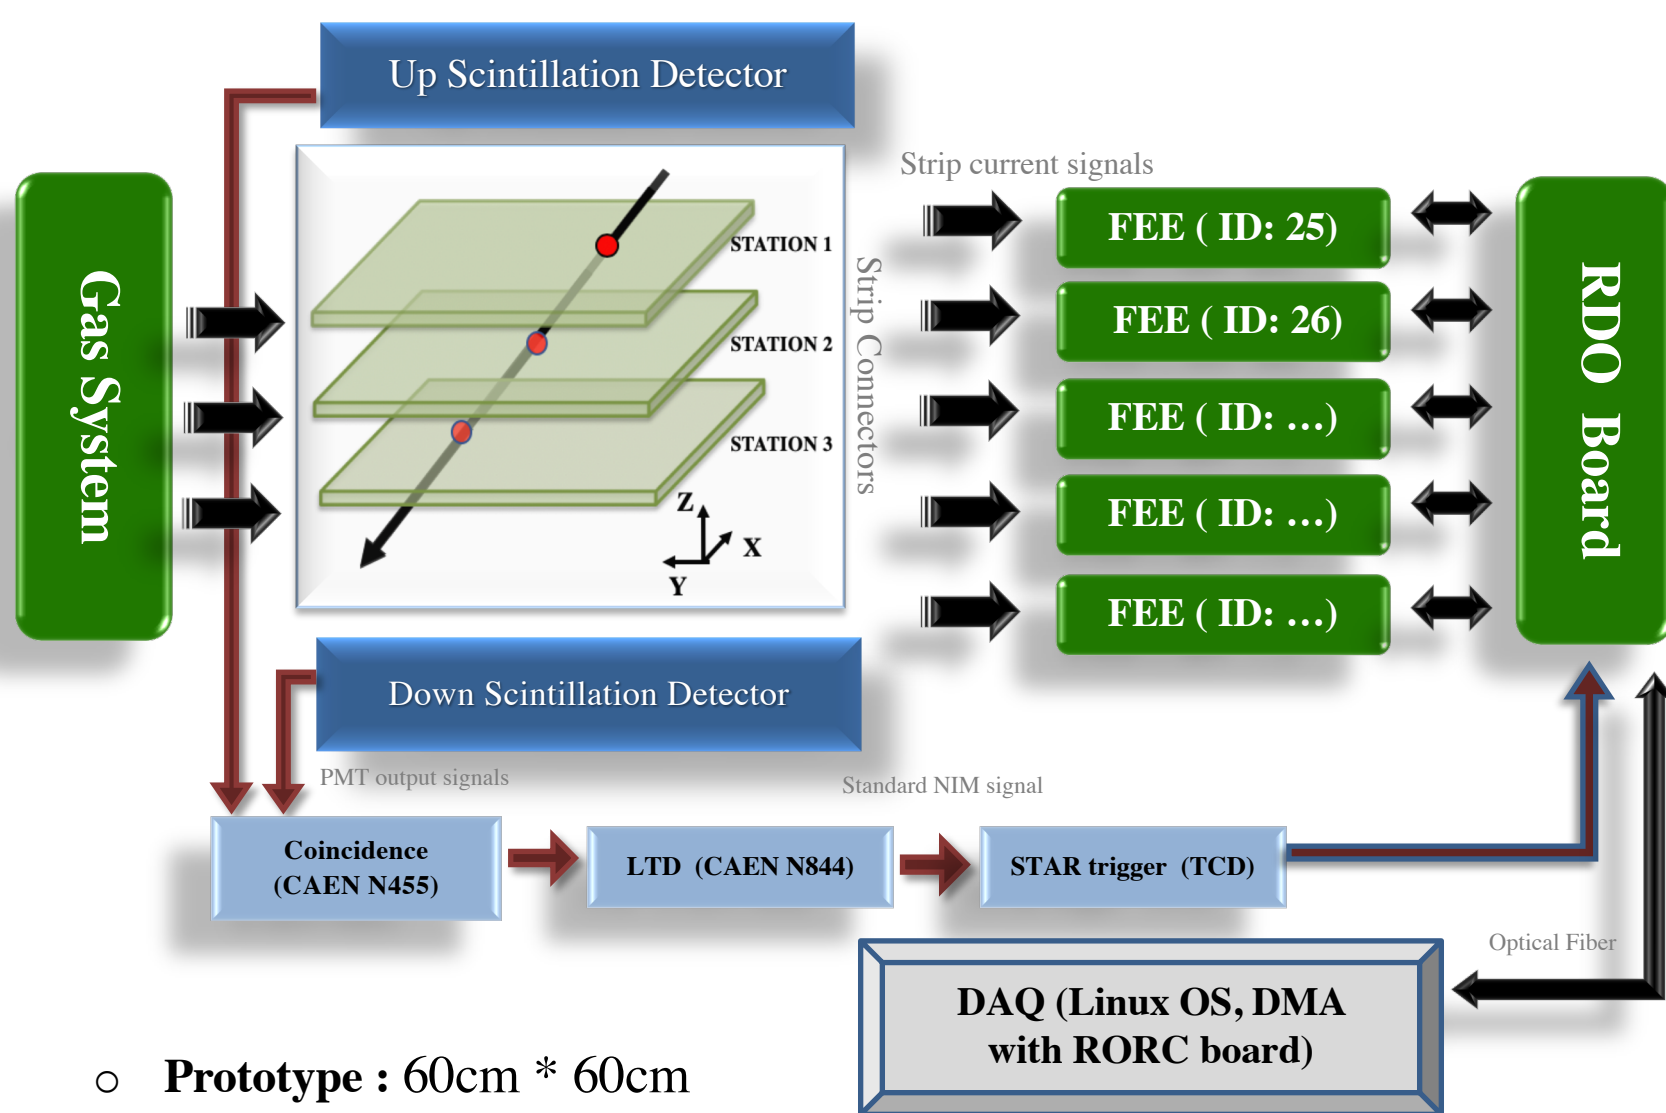 Up Scintillation Detector
Strip current signals
Gas System
STATION 1
STATION 2
STATION 3
Z
X
Y
Strip Connectors
FEE ( ID: 25)
FEE ( ID: 26)
FEE ( ID: …)
FEE ( ID: …)
FEE ( ID: …)
RDO Board
Down Scintillation Detector
PMT output signals
Standard NIM signal
Coincidence
(CAEN N455)
LTD (CAEN N844)
STAR trigger (TCD)
Optical Fiber
DAQ (Linux OS, DMA
with RORC board)
○ Prototype : 60cm * 60cm